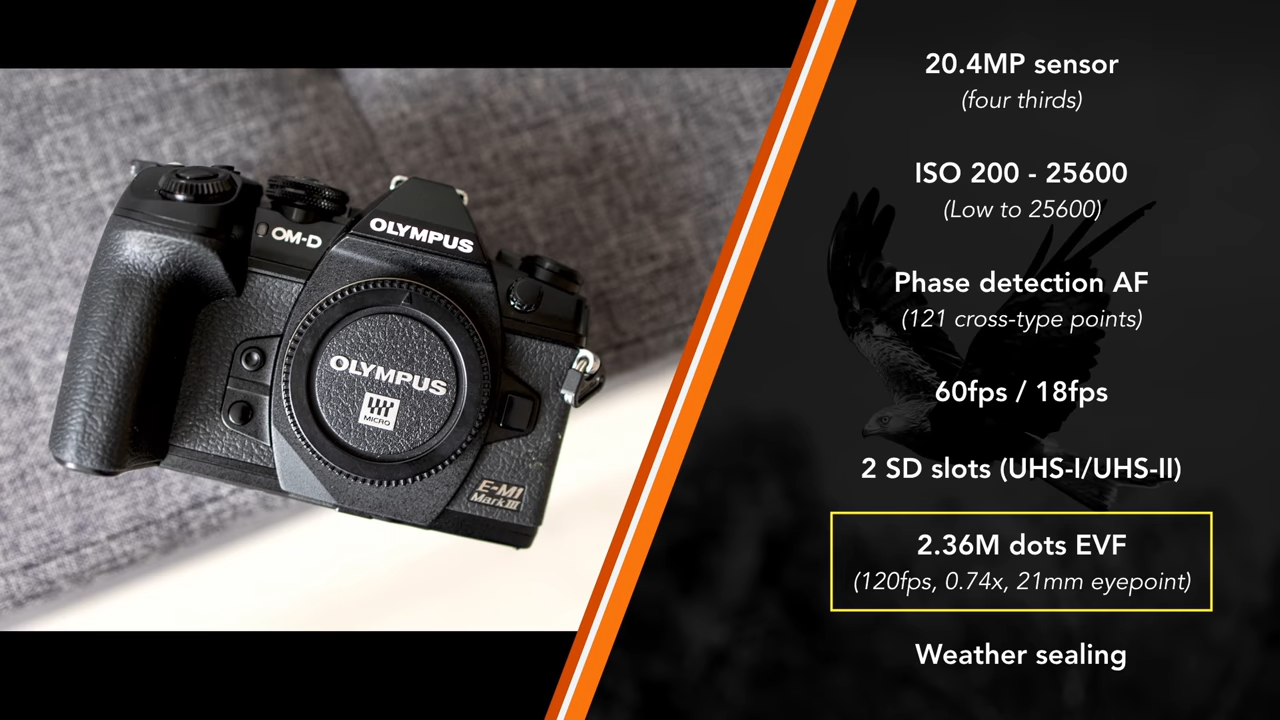 OM-D
OLYMPUS
OLYMPUS
MICRO
E-M1
Mark III
20.4MP sensor
(four thirds)
ISO 200 - 25600
(Low to 25600)
Phase detection AF
(121 cross-type points)
60fps / 18fps
2 SD slots (UHS-I/UHS-II)
2.36M dots EVF
(120fps, 0.74x, 21mm eyepoint)
Weather sealing